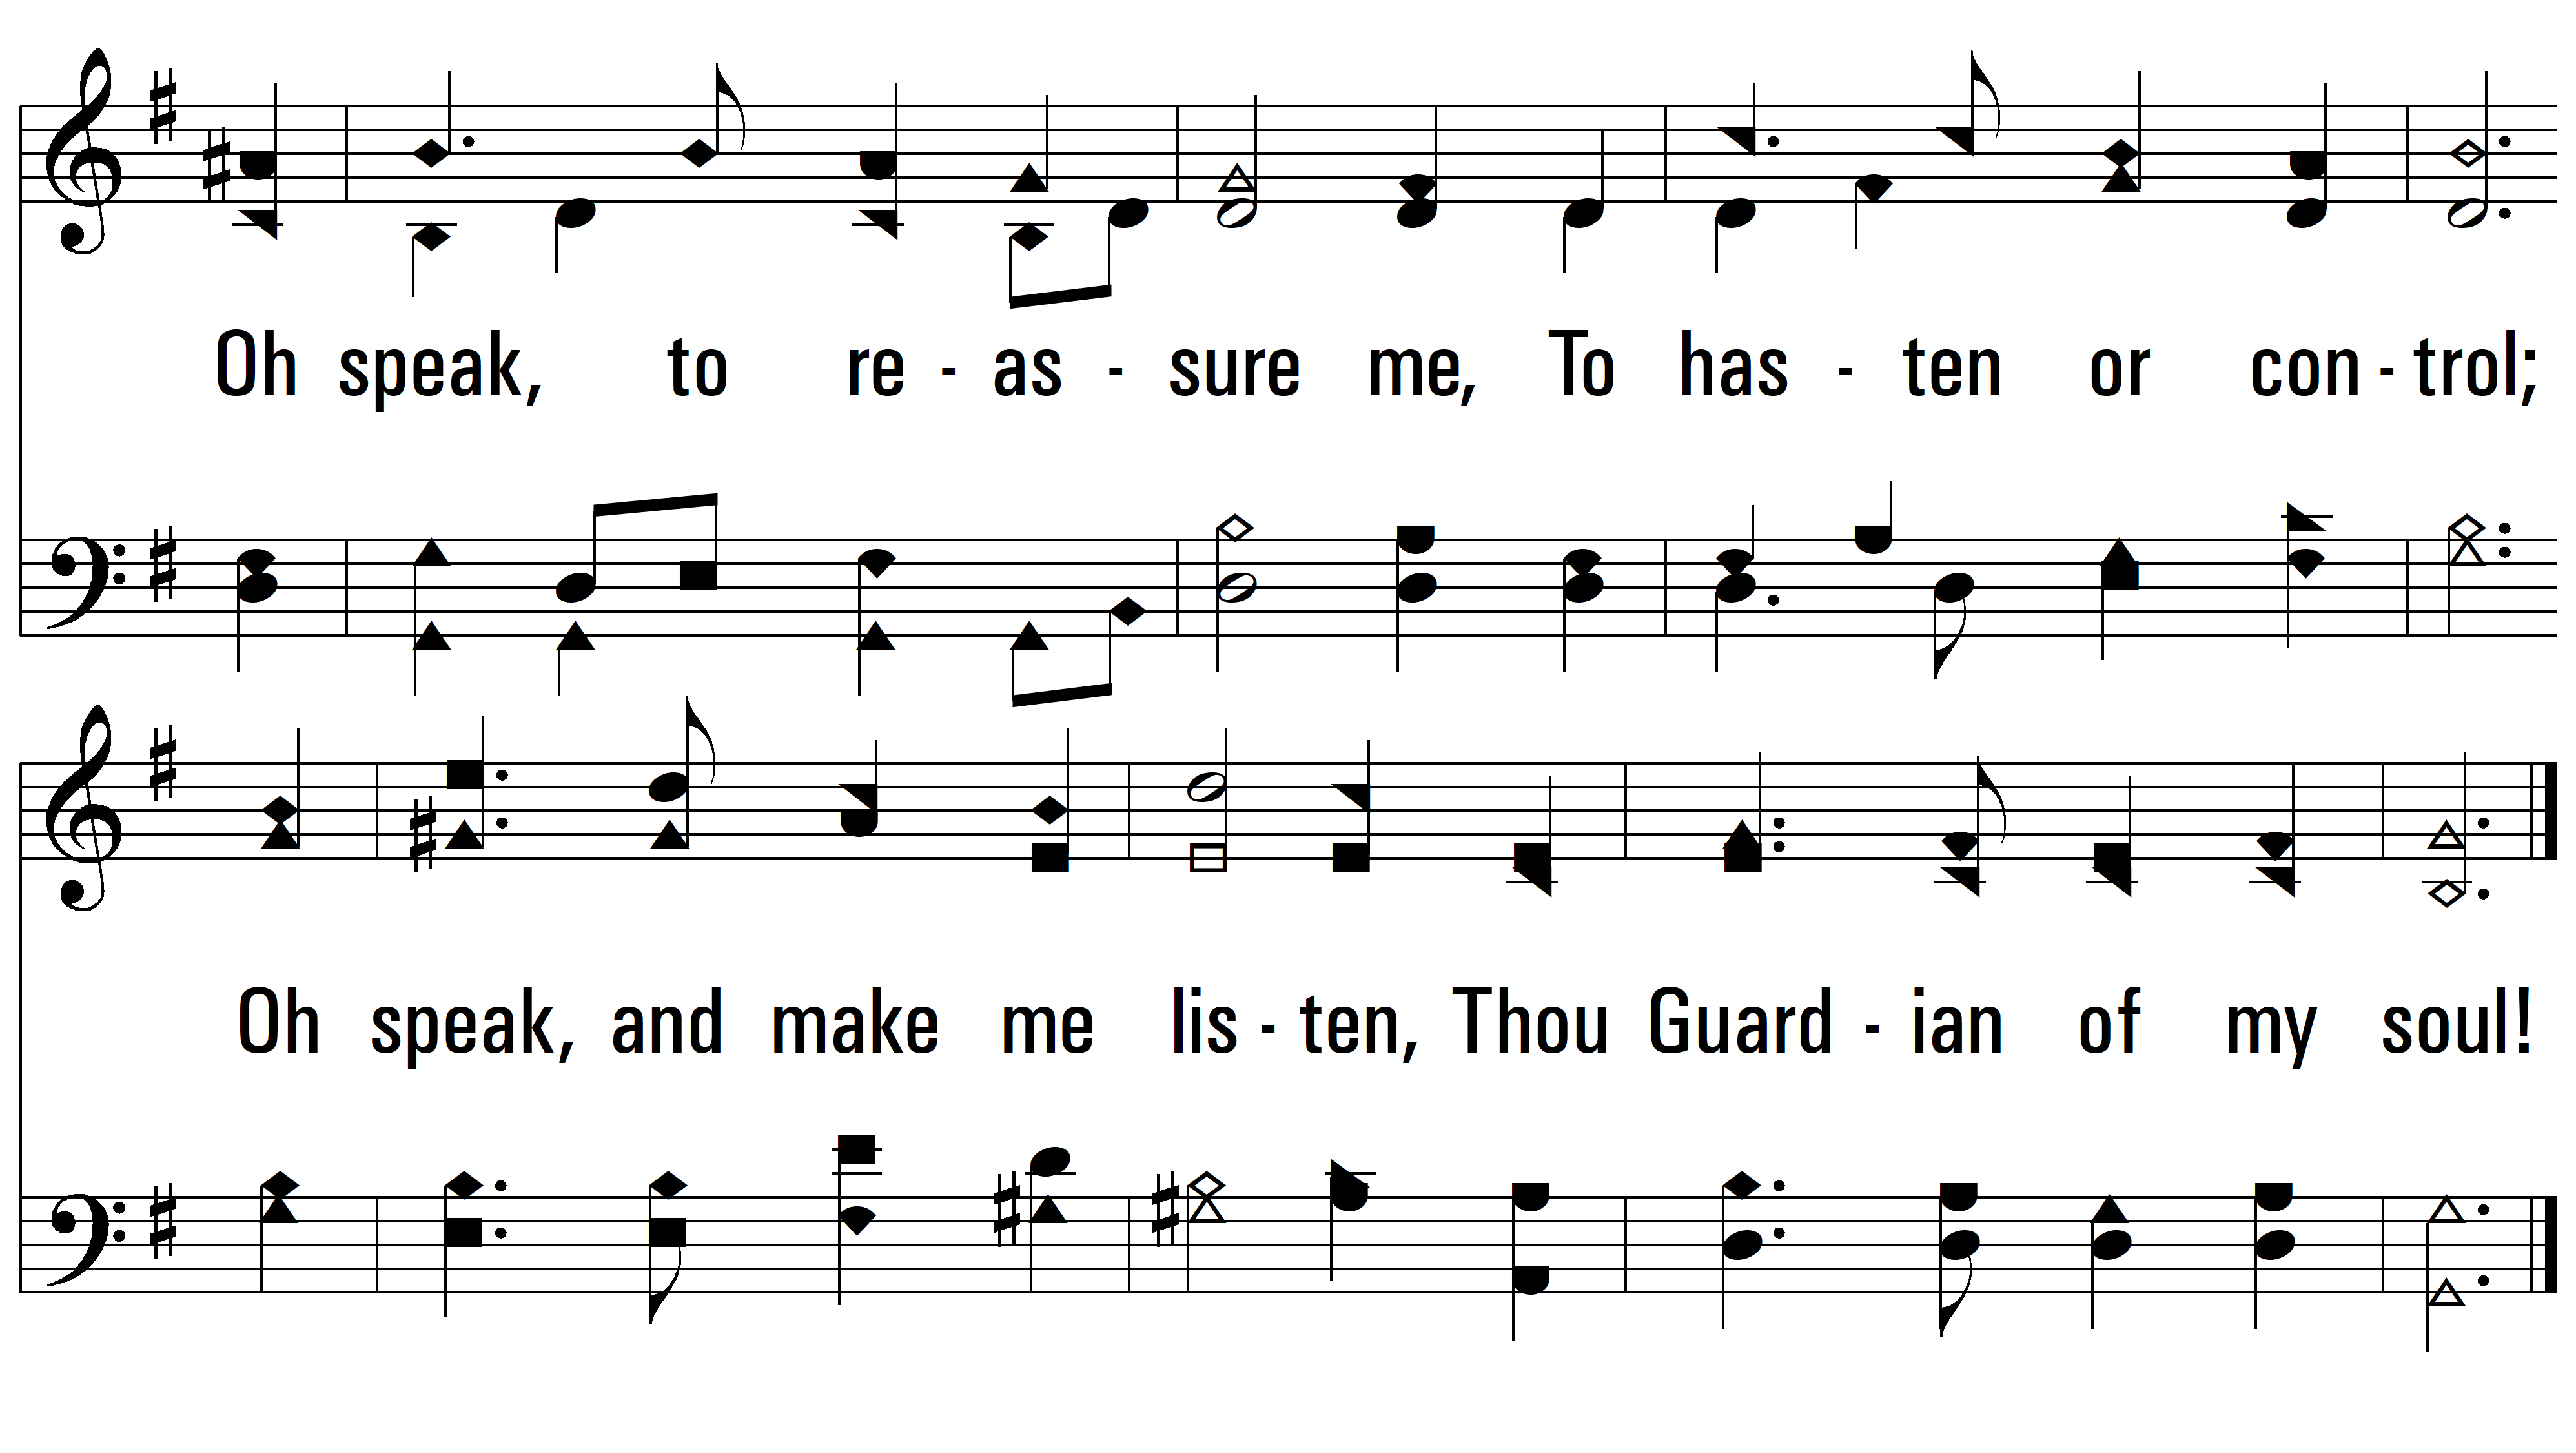 Oh speak, to re - as - sure me, To has - ten or con - trol;
Oh speak, and make me lis - ten, Thou Guard - ian of my soul!